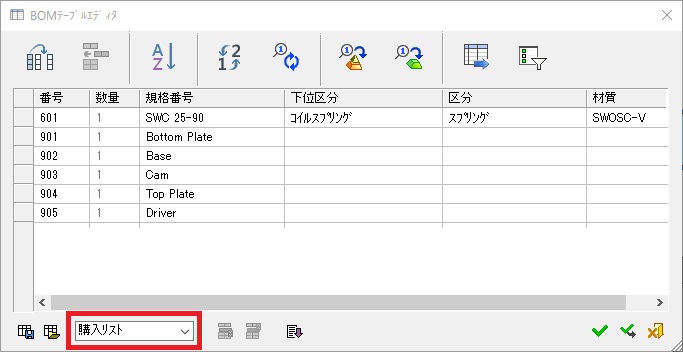 BOMﾃｰﾌﾞﾙｴﾃﾞｨﾀ
番号 数量 規格番号 下位区分 区分 材質
601 1 SWC 25-90 ｺｲﾙｽﾌﾟﾘﾝｸﾞ ｽﾌﾟﾘﾝｸﾞ SWOSC-V
901 1 Bottom Plate
902 1 Base
903 1 Cam
904 1 Top Plate
905 1 Driver
購入ﾘｽﾄ